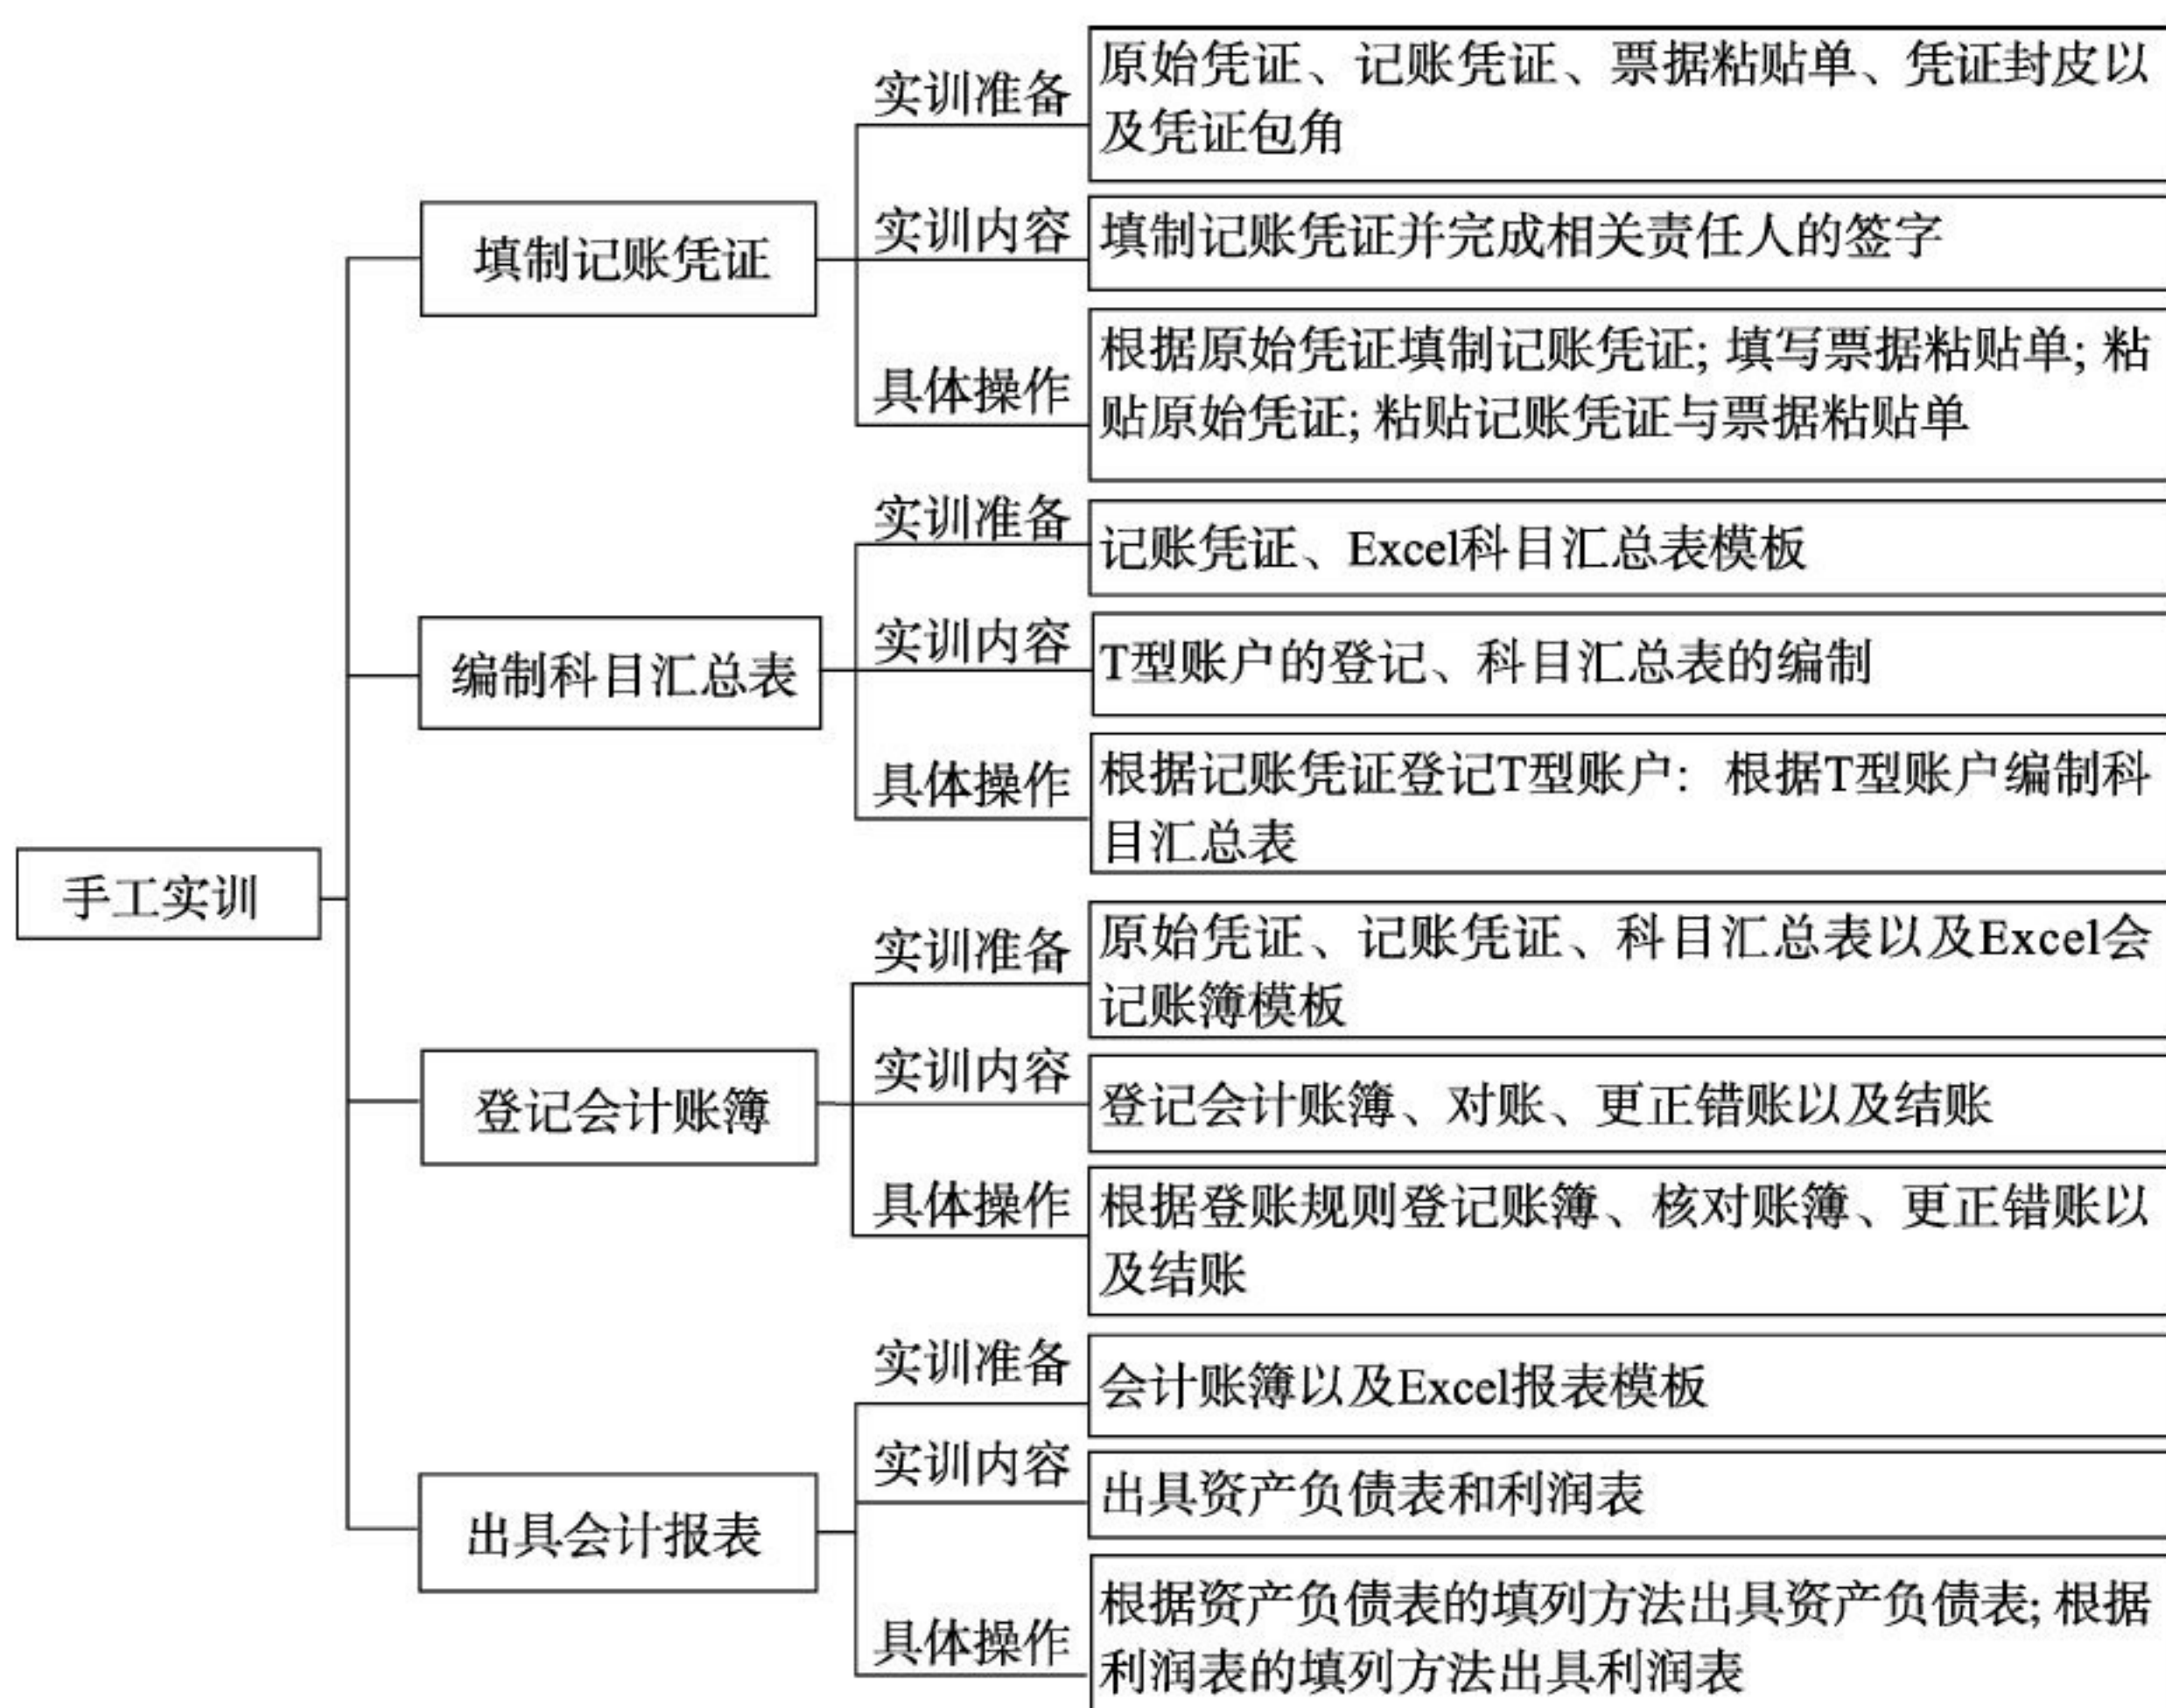 手工实训
填制记账凭证
实训准备
原始凭证、记账凭证、票据粘贴单、凭证封皮以
及凭证包角
实训内容
填制记账凭证并完成相关责任人的签字
具体操作
根据原始凭证填制记账凭证; 填写票据粘贴单; 粘
贴原始凭证; 粘贴记账凭证与票据粘贴单
编制科目汇总表
实训准备
记账凭证、Excel科目汇总表模板
实训内容
T型账户的登记、科目汇总表的编制
具体操作
根据记账凭证登记T型账户: 根据T型账户编制科
目汇总表
登记会计账簿
实训准备
原始凭证、记账凭证、科目汇总表以及Excel会
记账簿模板
实训内容
登记会计账簿、对账、更正错账以及结账
具体操作
根据登账规则登记账簿、核对账簿、更正错账以
及结账
出具会计报表
实训准备
会计账簿以及Excel报表模板
实训内容
出具资产负债表和利润表
具体操作
根据资产负债表的填列方法出具资产负债表; 根据
利润表的填列方法出具利润表